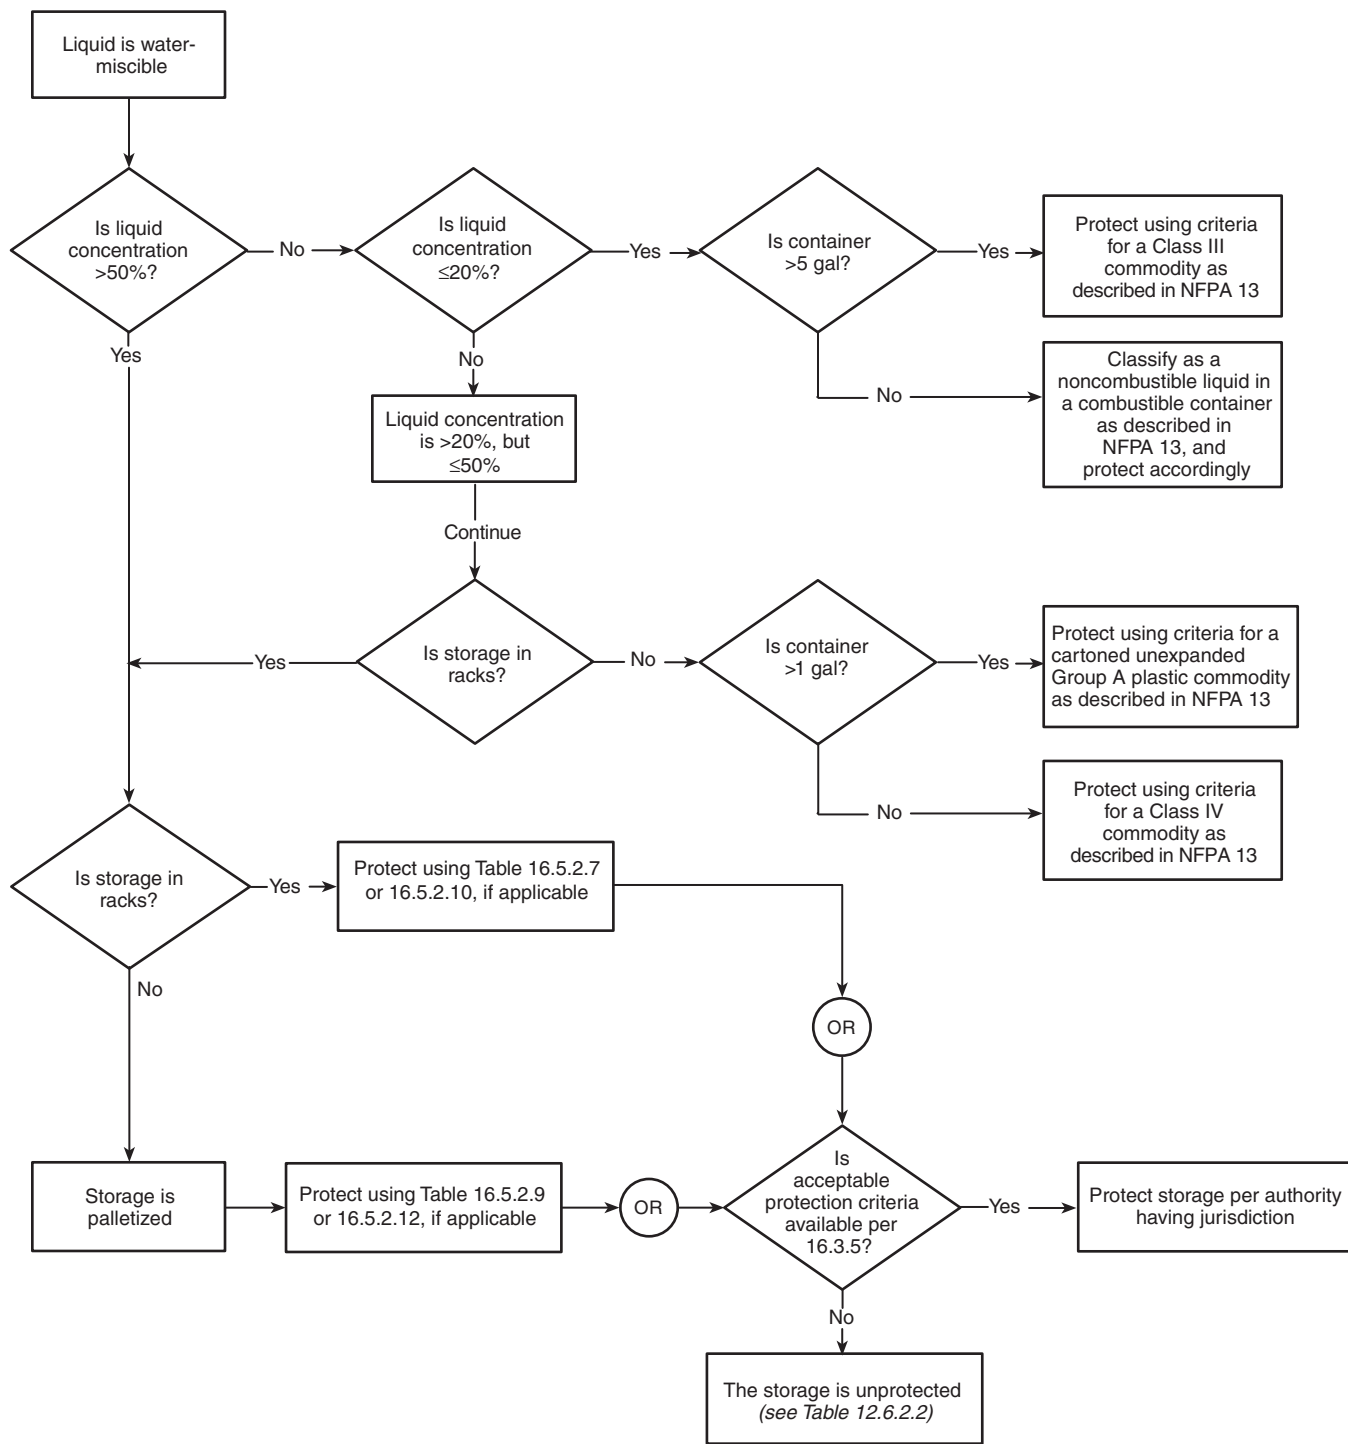 Liquid is water-
miscible
Is liquid
concentration
>50%?
No
Is liquid
concentration
≤20%?
Yes
Is container
>5 gal?
Yes
Protect using criteria
for a Class III
commodity as
described in NFPA 13
Yes
No
No
Classify as a
noncombustible liquid in
a combustible container
as described in
NFPA 13, and
protect accordingly
Liquid concentration
is >20%, but
≤50%
Continue
Yes
Is storage in
racks?
No
Is container
>1 gal?
Yes
Protect using criteria for a
cartoned unexpanded
Group A plastic commodity
as described in NFPA 13
No
Protect using criteria
for a Class IV
commodity as
described in NFPA 13
Is storage in
racks?
Yes
Protect using Table 16.5.2.7
or 16.5.2.10, if applicable
No
OR
Storage is
palletized
Protect using Table 16.5.2.9
or 16.5.2.12, if applicable
OR
Is
acceptable
protection criteria
available per
16.3.5?
Yes
Protect storage per authority
having jurisdiction
No
The storage is unprotected
(see Table 12.6.2.2)